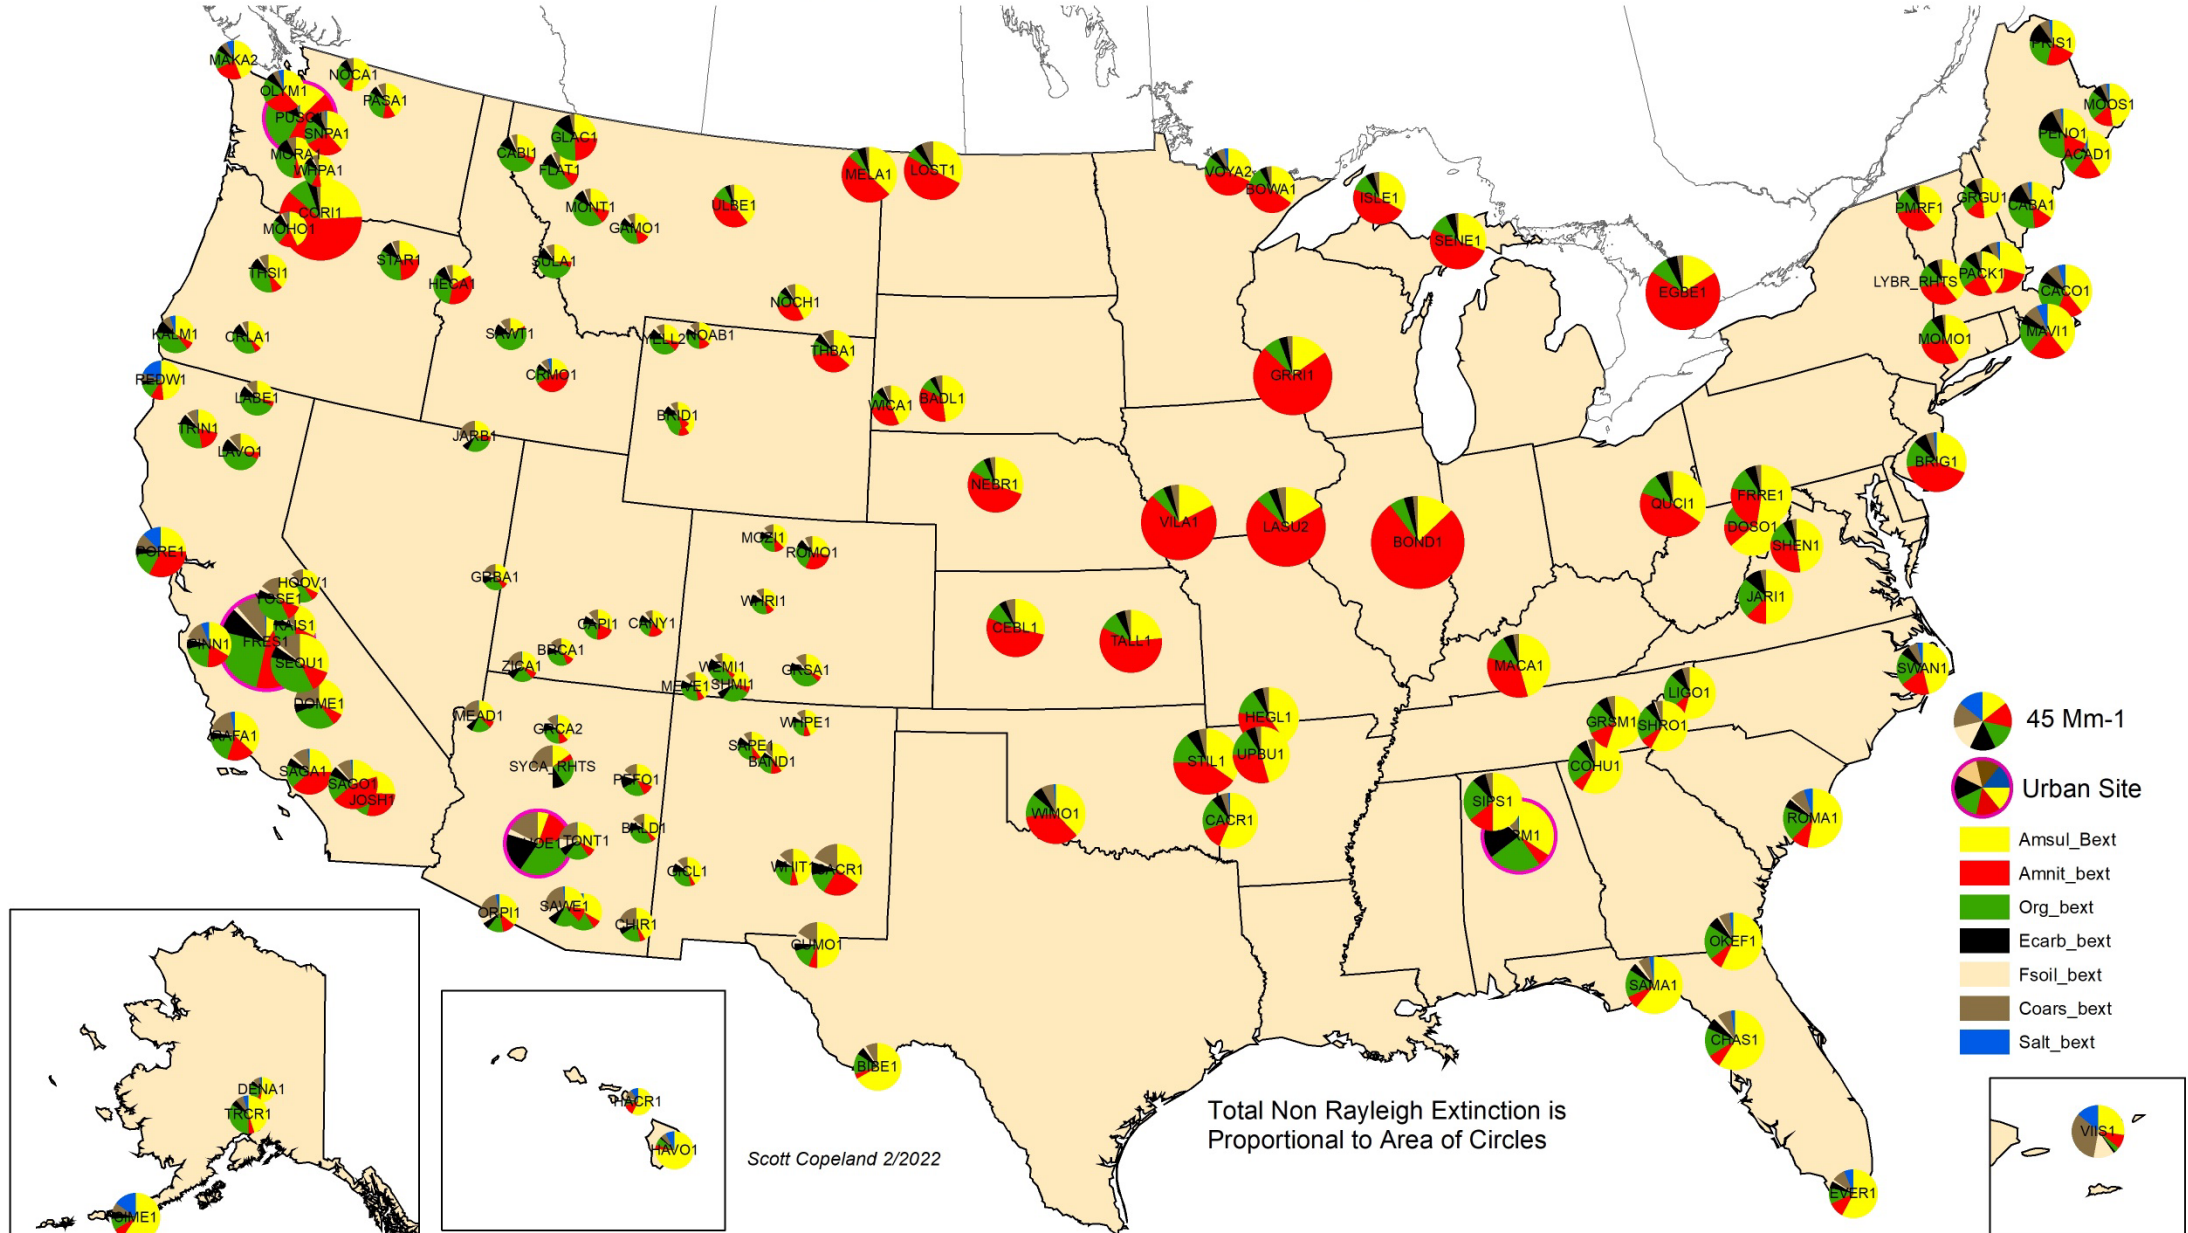 MAKA2
NOCA1
OLYM1
PASA1
SNPA1
MORA1
WHPA1
CORI1
MOHO1
THSI1
STAR1
HECA1
KALM1
CRLA1
REDW1
LABE1
TRIN1
LAVO1
CABI1
GLAC1
FLAT1
MONT1
GAMO1
SULA1
ULBE1
MELA1
LOST1
NOCH1
SAWT1
CRMO1
YELL2
NOAB1
THBA1
BRID1
JARB1
WICA1
BADL1
NEBR1
VOYA2
BOWA1
ISLE1
SENE1
GRRI1
EGBE1
PRIS1
MOOS1
PENO1
ACAD1
PMRF1
GRGU1
CABA1
LYBR_RHTS
PACK1
CACO1
MOMO1
MAVI1
BRIG1
VILA1
LASU2
BOND1
QUCI1
FRRE1
DOSO1
SHEN1
JARI1
PORE1
HOOV1
YOSE1
KAIS1
FRES1
PINN1
SEQU1
DOME1
RAFA1
SAGA1
SAGO1
JOSH1
GRBA1
MOZI1
ROMO1
WHRI1
CAPI1
CANY1
BRCA1
ZICA1
WEMI1
MEVE1
SHMI1
GRSA1
CEBL1
TALL1
MACA1
SWAN1
LIGO1
GRSM1
SHRO1
COHU1
HEGL1
UPBU1
STIL1
CACR1
WIMO1
SIPS1
RM1
ROMA1
MEAD1
GRCA2
SYCA_RHTS
PEFO1
WHPE1
SAPE1
BAND1
TONT1
BALD1
GICL1
WHIT1
ACR1
ORPI1
SAWE1
CHIR1
GUMO1
BIBE1
OKEF1
SAMA1
CHAS1
EVER1
DENA1
TRCR1
HACR1
HAVO1
VIIS1
45 Mm-1
Urban Site
Amsul_Bext
Amnit_bext
Org_bext
Ecarb_bext
Fsoil_bext
Coars_bext
Salt_bext
Total Non Rayleigh Extinction is
Proportional to Area of Circles
Scott Copeland 2/2022